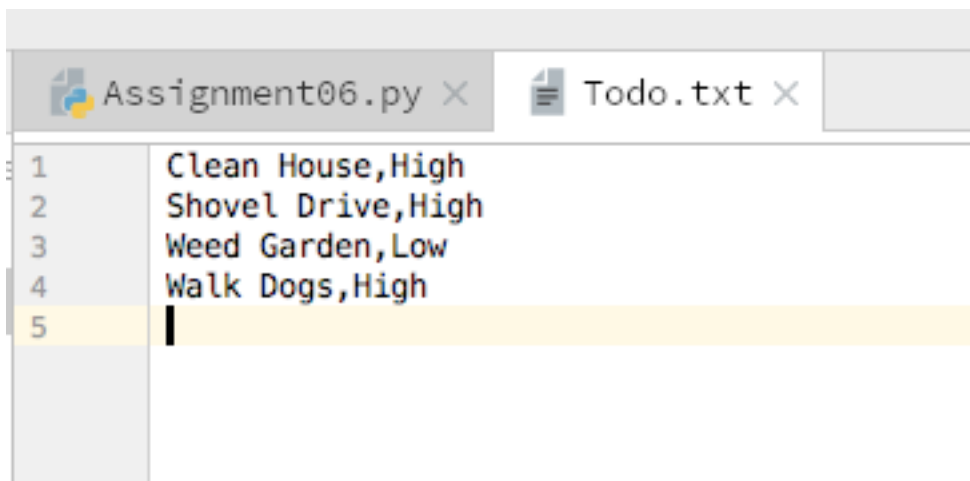 Assignment06.py Todo.txt
1 Clean House,High
2 Shovel Drive,High
3 Weed Garden,Low
4 Walk Dogs,High
5